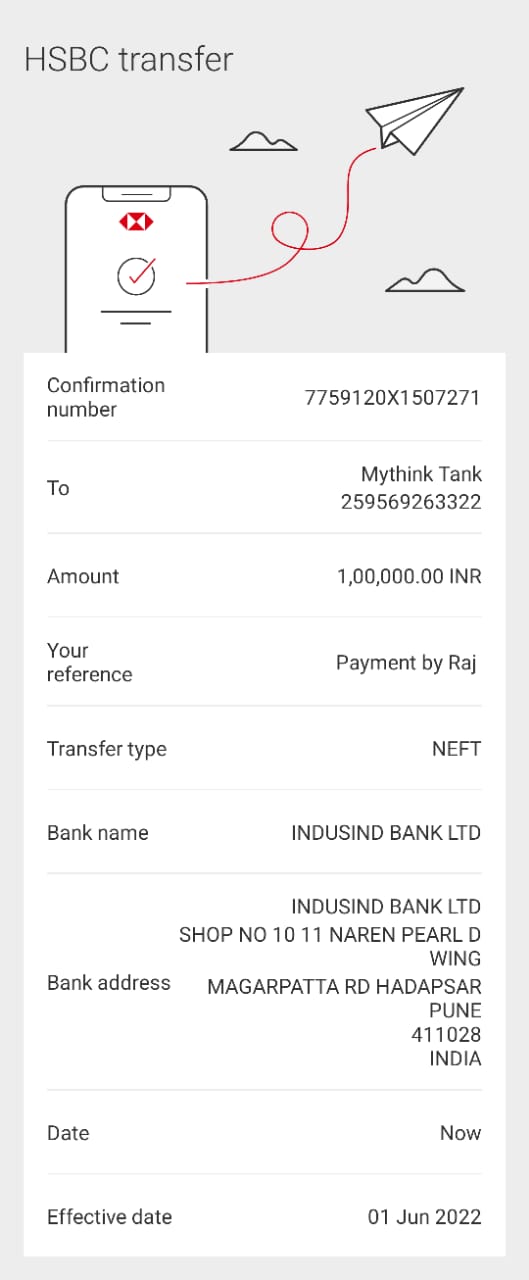 HSBC transfer
Confirmation
number
7759120X1507271
To
Mythink Tank
259569263322
Amount
1,00,000.00 INR
Your
reference
Payment by Raj
Transfer type
NEFT
Bank name
INDUSIND BANK LTD
Bank address
INDUSIND BANK LTD
SHOP NO 10 11 NAREN PEARL D
WING
MAGARPATTA RD HADAPSAR
PUNE
411028
INDIA
Date
Now
Effective date
01 Jun 2022